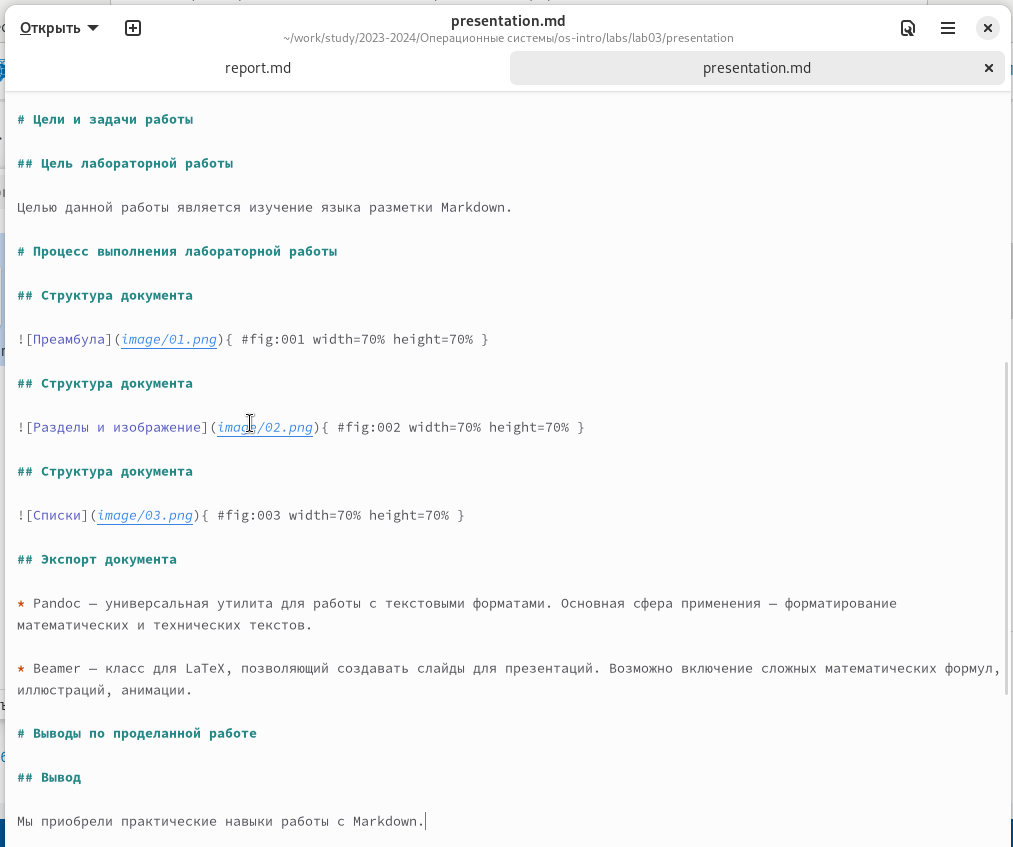 Открыть
presentation.md
~/work/study/2023-2024/Операционные системы/os-intro/labs/lab03/presentation
report.md
presentation.md
# Цели и задачи работы
## Цель лабораторной работы
Целью данной работы является изучение языка разметки Markdown.
# Процесс выполнения лабораторной работы
## Структура документа
![Преамбула](image/01.png){ #fig:001 width=70% height=70% }
## Структура документа
![Разделы и изображение](image/02.png){ #fig:002 width=70% height=70% }
## Структура документа
![Списки](image/03.png){ #fig:003 width=70% height=70% }
## Экспорт документа
* Pandoc — универсальная утилита для работы с текстовыми форматами. Основная сфера применения — форматирование
математических и технических текстов.
* Beamer — класс для LaTeX, позволяющий создавать слайды для презентаций. Возможно включение сложных математических формул,
иллюстраций, анимации.
# Выводы по проделанной работе
## Вывод
Мы приобрели практические навыки работы с Markdown.